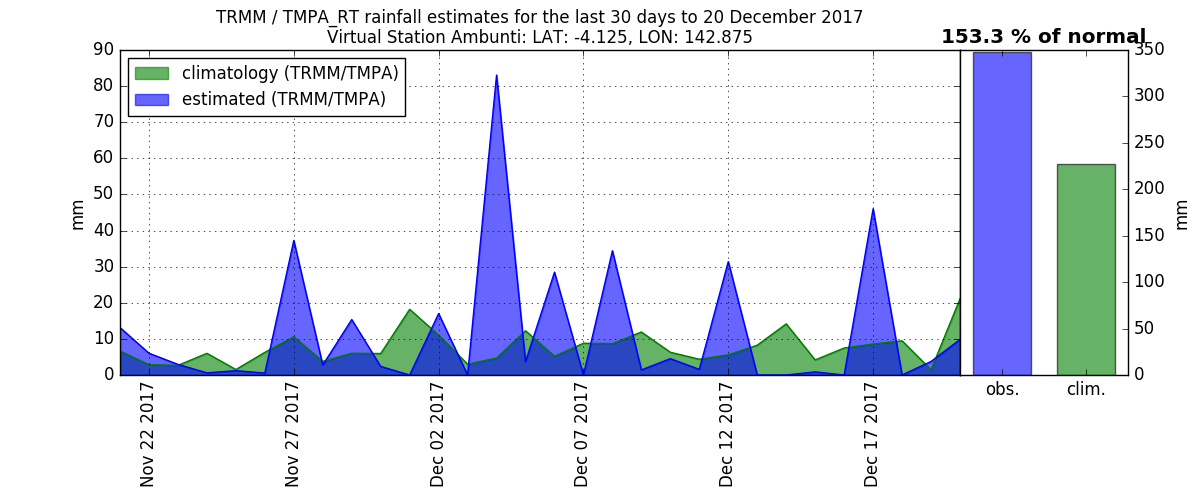 TRMM / TMPA_RT rainfall estimates for the last 30 days to 20 December 2017
Virtual Station Ambunti: LAT: -4.125, LON: 142.875
153.3 % of normal
climatology (TRMM/TMPA)
estimated (TRMM/TMPA)
90
80
70
60
50
40
30
20
10
0
mm
Nov 22 2017
Nov 27 2017
Dec 02 2017
Dec 07 2017
Dec 12 2017
Dec 17 2017
obs.
clim.
350
300
250
200
150
100
50
0
mm